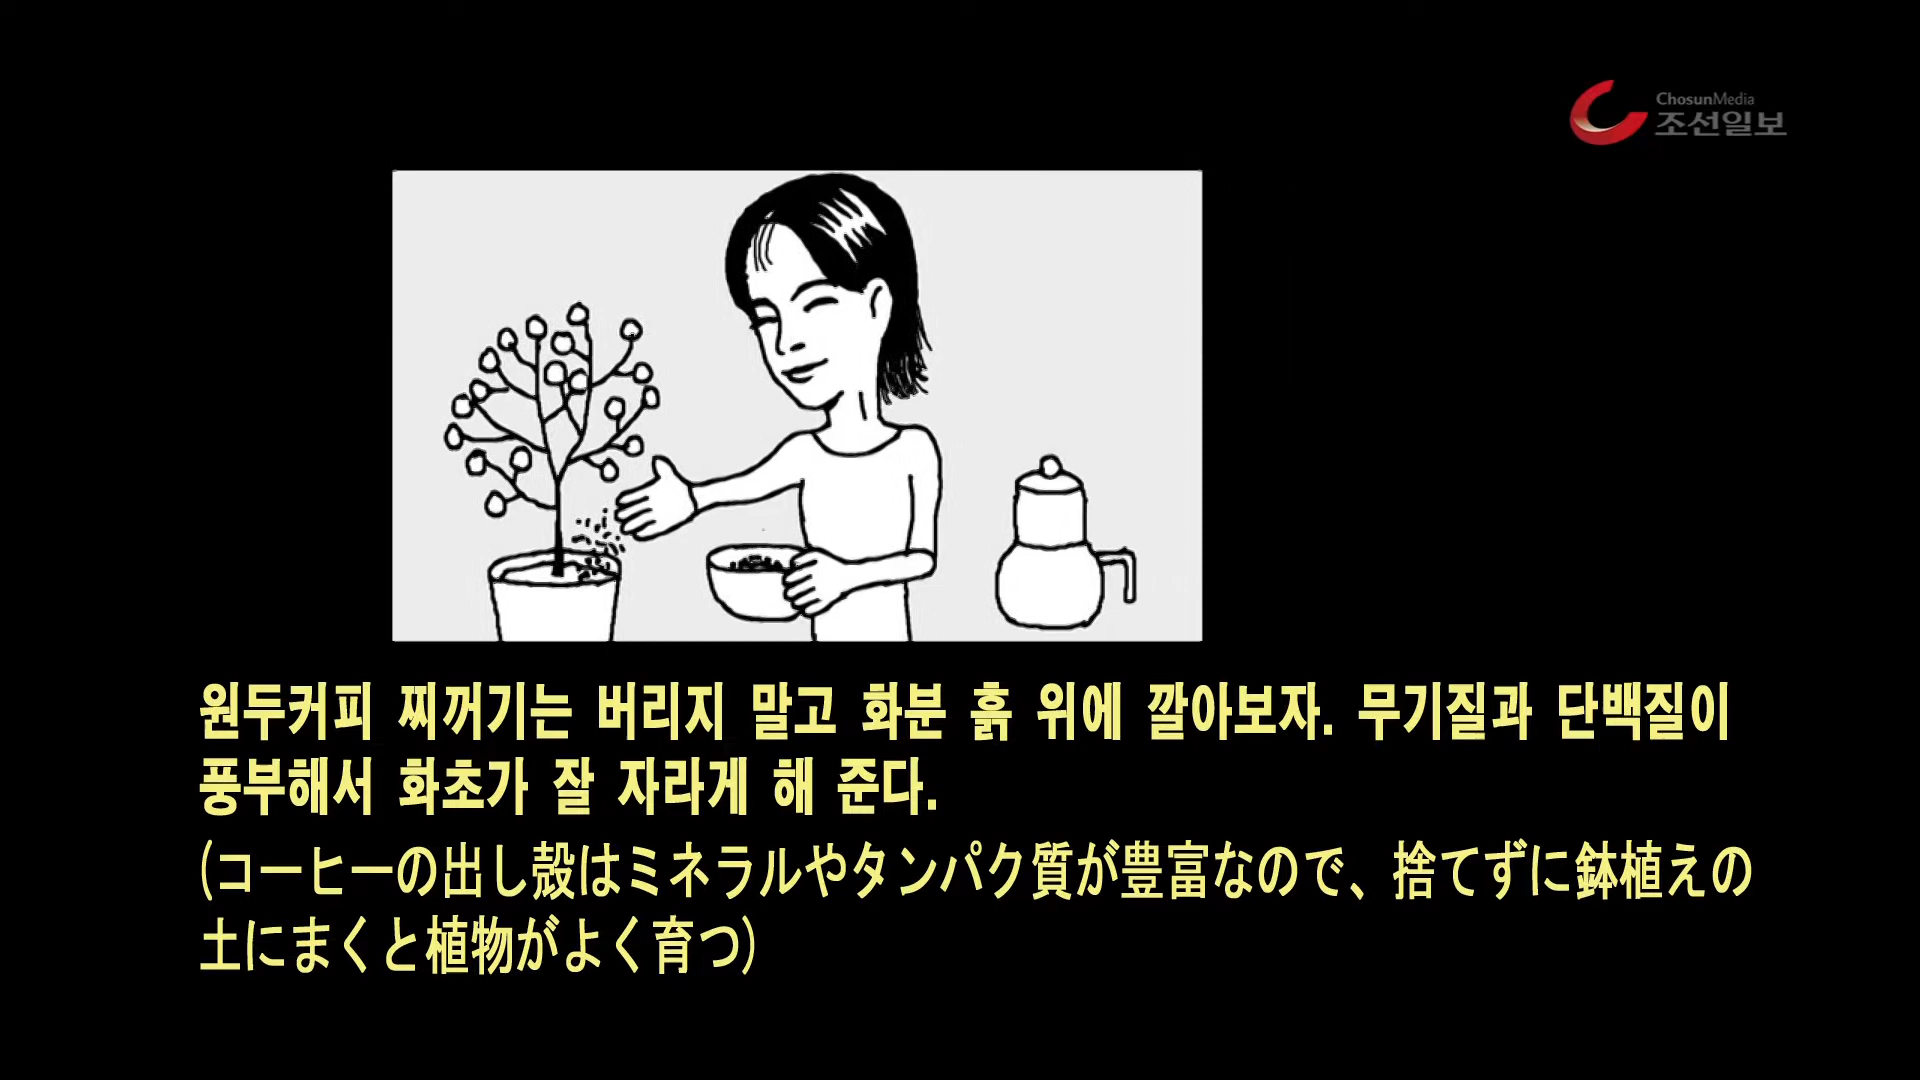 ChosunMedia
조선일보
원두커피 찌꺼기는 버리지 말고 화분 흙 위에 깔아보자. 무기질과 단백질이
풍부해서 화초가 잘 자라게 해 준다.
(コーヒーの出し殻はミネラルやタンパク質が豊富なので、捨てずに鉢植えの
土にまくと植物がよく育つ)